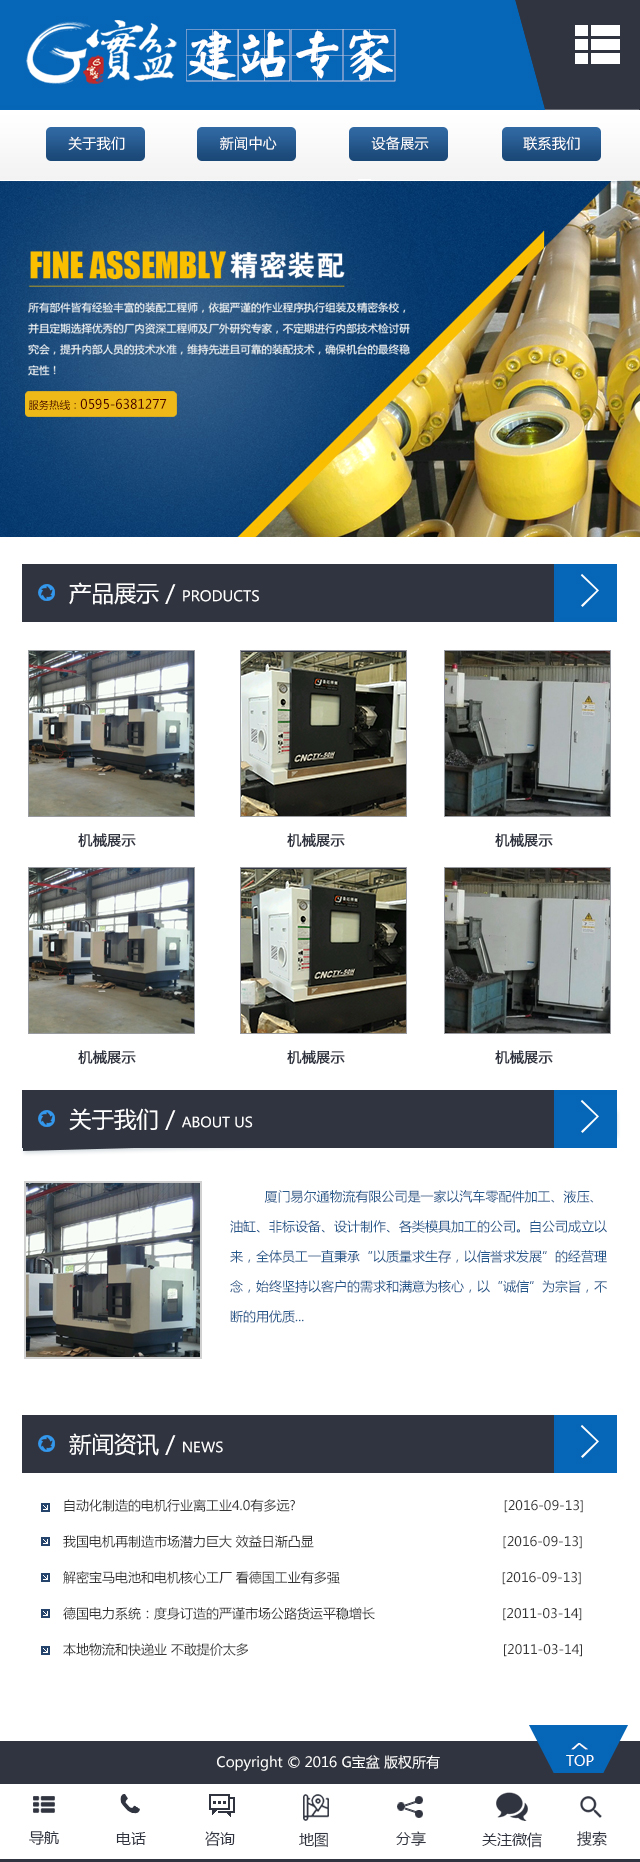 G寶盆 建站专家
关于我们 新闻中心 设备展示 联系我们
FINE ASSEMBLY 精密装配
所有部件皆有经验丰富的装配工程师，依据严谨的作业程序执行组装及精密条校，
并且定期选择优秀的厂内资深工程师及厂外研究专家，不定期进行内部技术检讨研
究会，提升内部人员的技术水准，维持先进且可靠的装配技术，确保机台的最终稳
定性！
服务热线：0595-6381277
产品展示 / PRODUCTS
CNCTY-50H
机械展示 机械展示 机械展示
CNCTY-50H
机械展示 机械展示 机械展示
关于我们 / ABOUT US
厦门易尔通物流有限公司是一家以汽车零配件加工、液压、
油缸、非标设备、设计制作、各类模具加工的公司。自公司成立以
来，全体员工一直秉承“以质量求生存，以信誉求发展”的经营理
念，始终坚持以客户的需求和满意为核心，以“诚信”为宗旨，不
断的用优质...
新闻资讯 / NEWS
自动化制造的电机行业离工业4.0有多远? [2016-09-13]
我国电机再制造市场潜力巨大 效益日渐凸显 [2016-09-13]
解密宝马电池和电机核心工厂 看德国工业有多强 [2016-09-13]
德国电力系统：度身订造的严谨市场公路货运平稳增长 [2011-03-14]
本地物流和快递业 不敢提价太多 [2011-03-14]
TOP
Copyright © 2016 G宝盆 版权所有
导航 电话 咨询 地图 分享 关注微信 搜索